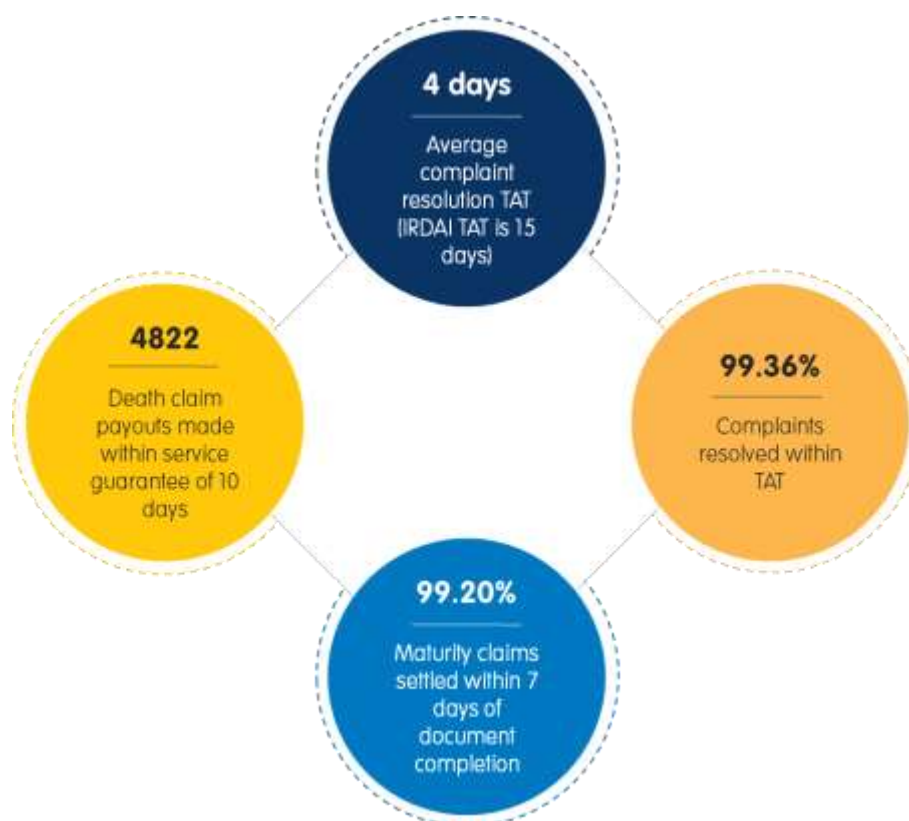 4 days
Average
complaint
resolution TAT
(IRDAI TAT is 15
days)
4822
Death claim
payouts made
within service
guarantee of 10
days
99.36%
Complaints
resolved within
TAT
99.20%
Maturity claims
settled within 7
days of
document
completion